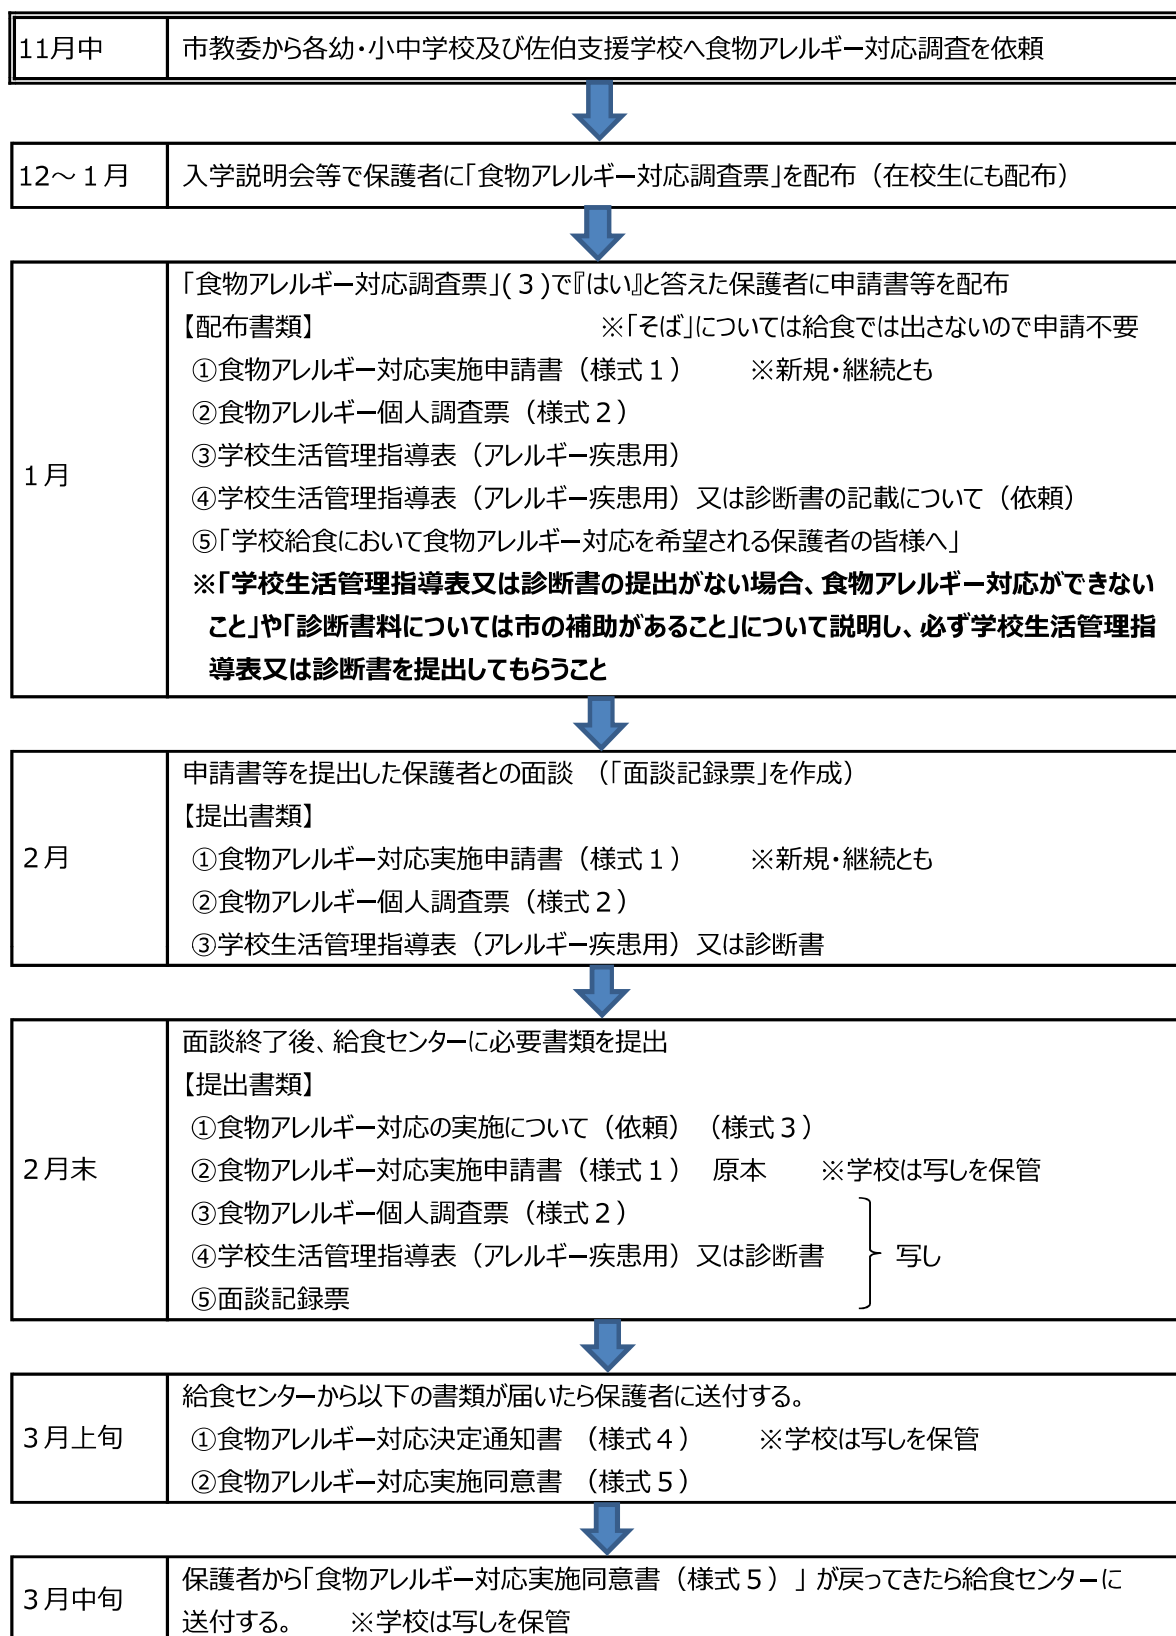 11月中
市教委から各幼・小中学校及び佐伯支援学校へ食物アレルギー対応調査を依頼
12～１月
入学説明会等で保護者に「食物アレルギー対応調査票」を配布（在校生にも配布）
１月
「食物アレルギー対応調査票」(３)で『はい』と答えた保護者に申請書等を配布
【配布書類】 ※「そば」については給食では出さないので申請不要
①食物アレルギー対応実施申請書（様式１） ※新規・継続とも
②食物アレルギー個人調査票（様式２）
③学校生活管理指導表（アレルギー疾患用）
④学校生活管理指導表（アレルギー疾患用）又は診断書の記載について（依頼）
⑤「学校給食において食物アレルギー対応を希望される保護者の皆様へ」
※「学校生活管理指導表又は診断書の提出がない場合、食物アレルギー対応ができない
こと」や「診断書料については市の補助があること」について説明し、必ず学校生活管理指
導表又は診断書を提出してもらうこと
２月
申請書等を提出した保護者との面談 （「面談記録票」を作成）
【提出書類】
①食物アレルギー対応実施申請書（様式１） ※新規・継続とも
②食物アレルギー個人調査票（様式２）
③学校生活管理指導表（アレルギー疾患用）又は診断書
２月末
面談終了後、給食センターに必要書類を提出
【提出書類】
①食物アレルギー対応の実施について（依頼）（様式３）
②食物アレルギー対応実施申請書（様式１） 原本 ※学校は写しを保管
③食物アレルギー個人調査票（様式２）
④学校生活管理指導表（アレルギー疾患用）又は診断書 写し
⑤面談記録票
３月上旬
給食センターから以下の書類が届いたら保護者に送付する。
①食物アレルギー対応決定通知書 （様式４） ※学校は写しを保管
②食物アレルギー対応実施同意書 （様式５）
３月中旬
保護者から「食物アレルギー対応実施同意書（様式５）」が戻ってきたら給食センターに
送付する。 ※学校は写しを保管